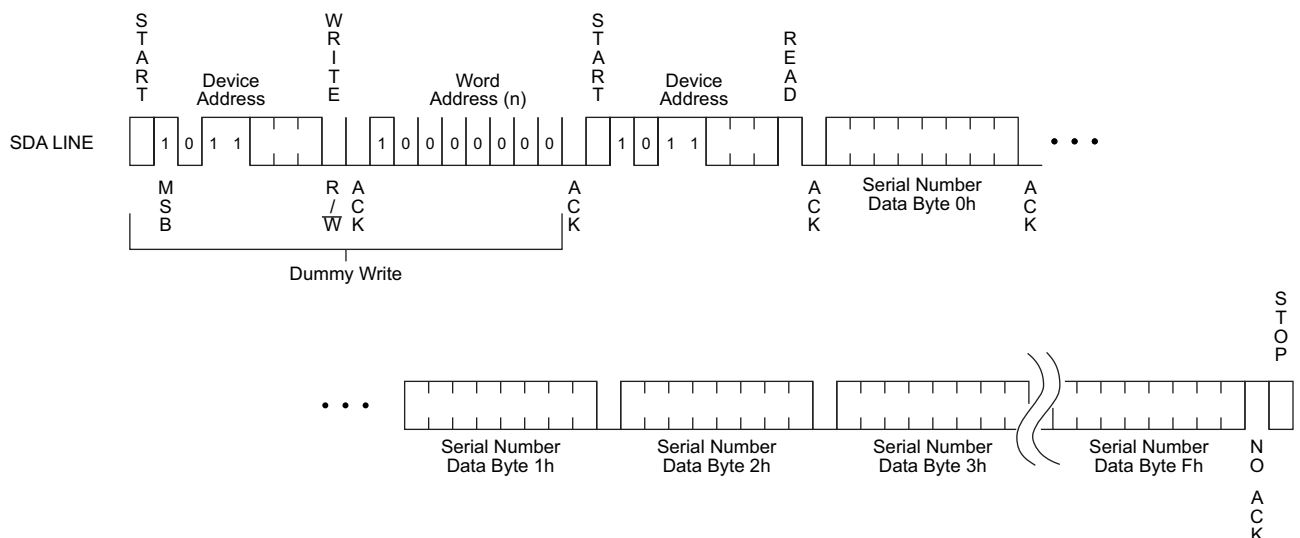 START
WRITE
START
READ
Device
Address
Word
Address (n)
Device
Address
SDA LINE
1 0 1 1
1 0 0 0 0 0 0 0
1 0 1 1
• • •
MSB
R/W̅
ACK
ACK
ACK
Serial Number
Data Byte 0h
ACK
Dummy Write
STOP
• • •
Serial Number
Data Byte 1h
Serial Number
Data Byte 2h
Serial Number
Data Byte 3h
Serial Number
Data Byte Fh
NO ACK